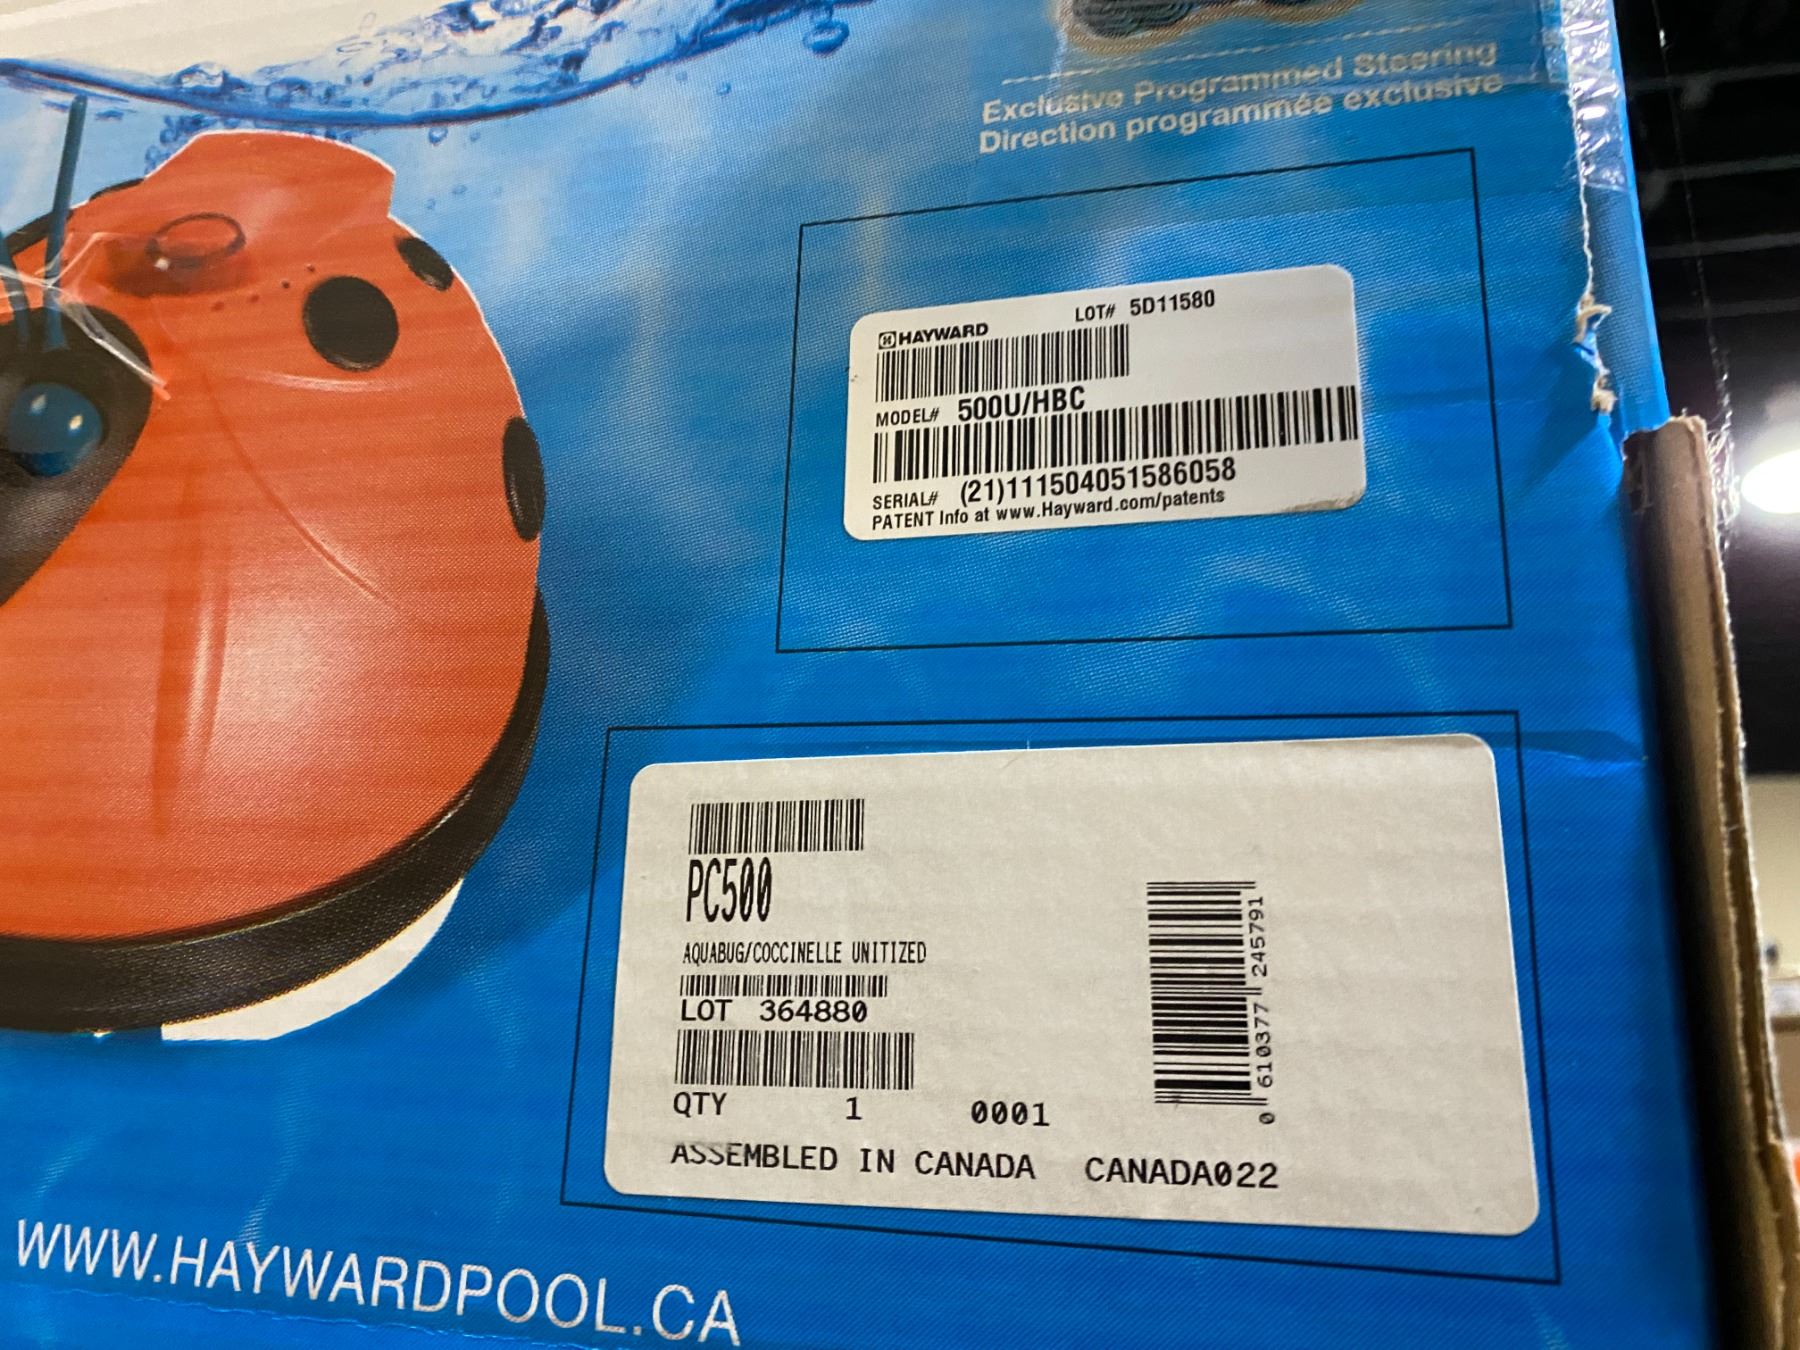 Exclusive Programmed Steering
Direction programmée exclusive
HAYWARD LOT# 5D11580
MODEL# 500U/HBC
SERIAL# (21)111504051586058
PATENT Info at www.Hayward.com/patents
PC500
AQUABUG/COCCINELLE UNITIZED
LOT 364880
QTY 1 0001
0 610377 245791
ASSEMBLED IN CANADA CANADA022
WWW.HAYWARDPOOL.CA